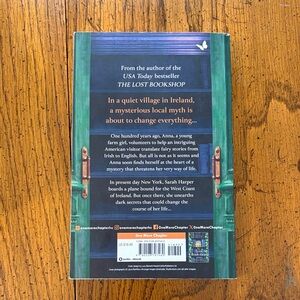 From the author of the
USA Today bestseller
THE LOST BOOKSHOP
In a quiet village in Ireland,
a mysterious local myth is
about to change everything...
One hundred years ago, Anna, a young
farm girl, volunteers to help an intriguing
American visitor translate fairy stories from
Irish to English. But all is not as it seems and
Anna soon finds herself at the heart of a
mystery that threatens her very way of life.
In present day New York, Sarah Harper
boards a plane bound for the West Coast
of Ireland. But once there, she unearths
dark secrets that could change the
course of her life...
One More Chapter